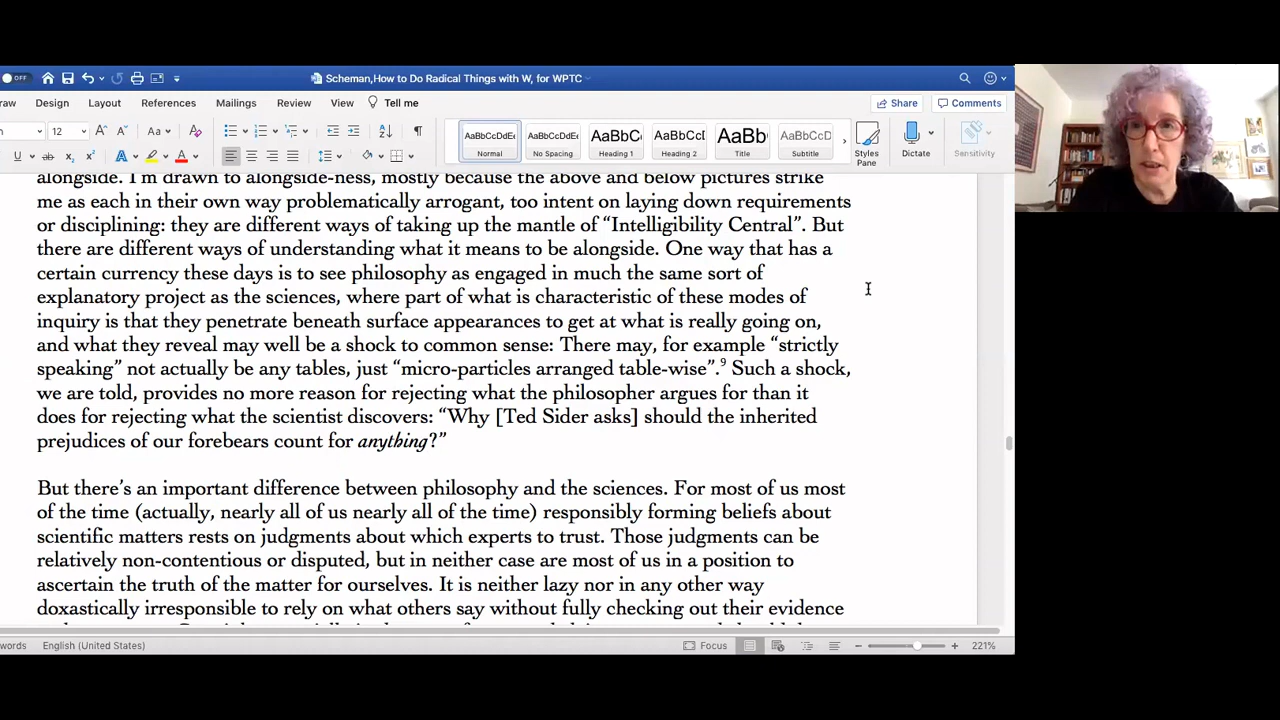 OFF
Scheman,How to Do Radical Things with W, for WPTC
raw Design Layout References Mailings Review View Tell me Share Comments
12 Aa
AaBbCcDdEe AaBbCcDdEe AaBbC AaBbCcD AaBb AaBbCcD
Normal No Spacing Heading 1 Heading 2 Title Subtitle Styles Pane Dictate Sensitivity
alongside. I'm drawn to alongside-ness, mostly because the above and below pictures strike
me as each in their own way problematically arrogant, too intent on laying down requirements
or disciplining: they are different ways of taking up the mantle of “Intelligibility Central”. But
there are different ways of understanding what it means to be alongside. One way that has a
certain currency these days is to see philosophy as engaged in much the same sort of
explanatory project as the sciences, where part of what is characteristic of these modes of
inquiry is that they penetrate beneath surface appearances to get at what is really going on,
and what they reveal may well be a shock to common sense: There may, for example “strictly
speaking” not actually be any tables, just “micro-particles arranged table-wise”.9 Such a shock,
we are told, provides no more reason for rejecting what the philosopher argues for than it
does for rejecting what the scientist discovers: “Why [Ted Sider asks] should the inherited
prejudices of our forebears count for anything?”
But there’s an important difference between philosophy and the sciences. For most of us most
of the time (actually, nearly all of us nearly all of the time) responsibly forming beliefs about
scientific matters rests on judgments about which experts to trust. Those judgments can be
relatively non-contentious or disputed, but in neither case are most of us in a position to
ascertain the truth of the matter for ourselves. It is neither lazy nor in any other way
doxastically irresponsible to rely on what others say without fully checking out their evidence
words English (United States) Focus 221%